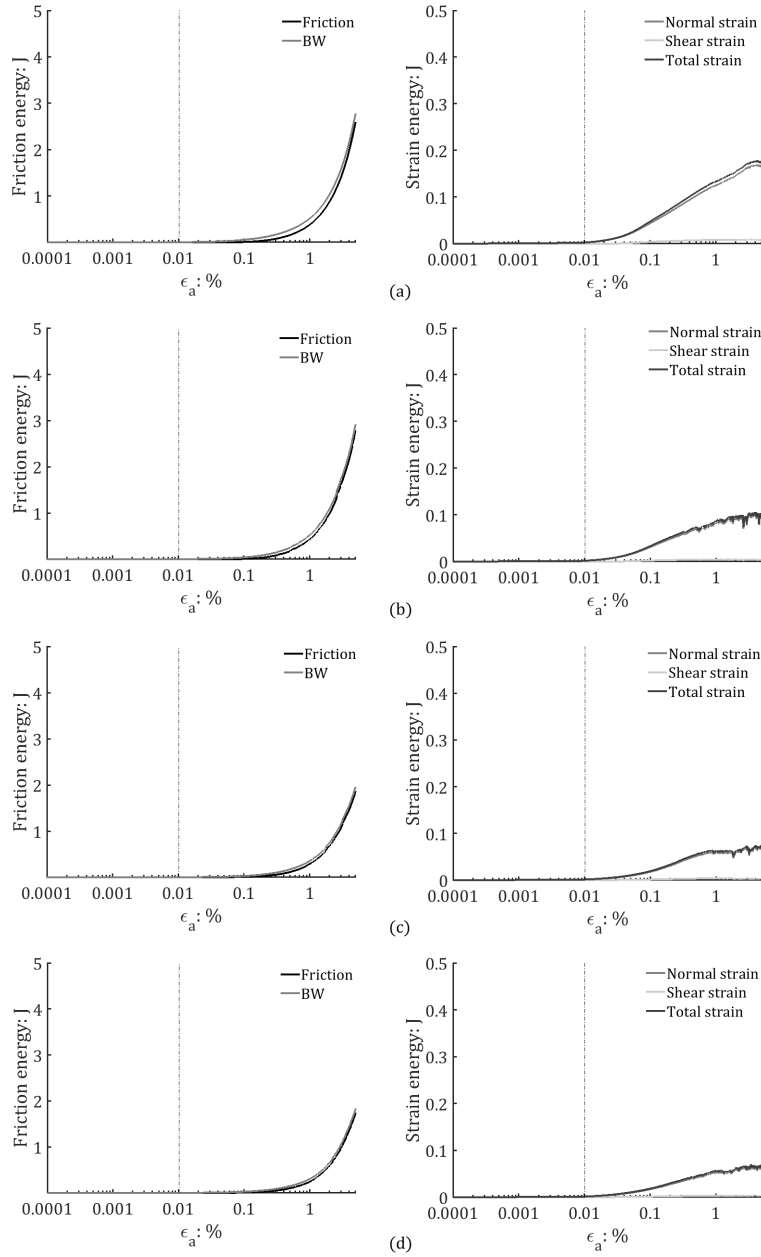 5
4
3
2
1
Friction energy: J
Friction
BW
0.0001 0.001 0.01 0.1 1
ϵa: %
0.5
0.4
0.3
0.2
0.1
0
Strain energy: J
Normal strain
Shear strain
Total strain
0.0001 0.001 0.01 0.1 1
ϵa: %
(a)
5
4
3
2
1
Friction energy: J
Friction
BW
0.0001 0.001 0.01 0.1 1
ϵa: %
0.5
0.4
0.3
0.2
0.1
0
Strain energy: J
Normal strain
Shear strain
Total strain
0.0001 0.001 0.01 0.1 1
ϵa: %
(b)
5
4
3
2
1
Friction energy: J
Friction
BW
0.0001 0.001 0.01 0.1 1
ϵa: %
0.5
0.4
0.3
0.2
0.1
0
Strain energy: J
Normal strain
Shear strain
Total strain
0.0001 0.001 0.01 0.1 1
ϵa: %
(c)
5
4
3
2
1
Friction energy: J
Friction
BW
0.0001 0.001 0.01 0.1 1
ϵa: %
0.5
0.4
0.3
0.2
0.1
0
Strain energy: J
Normal strain
Shear strain
Total strain
0.0001 0.001 0.01 0.1 1
ϵa: %
(d)